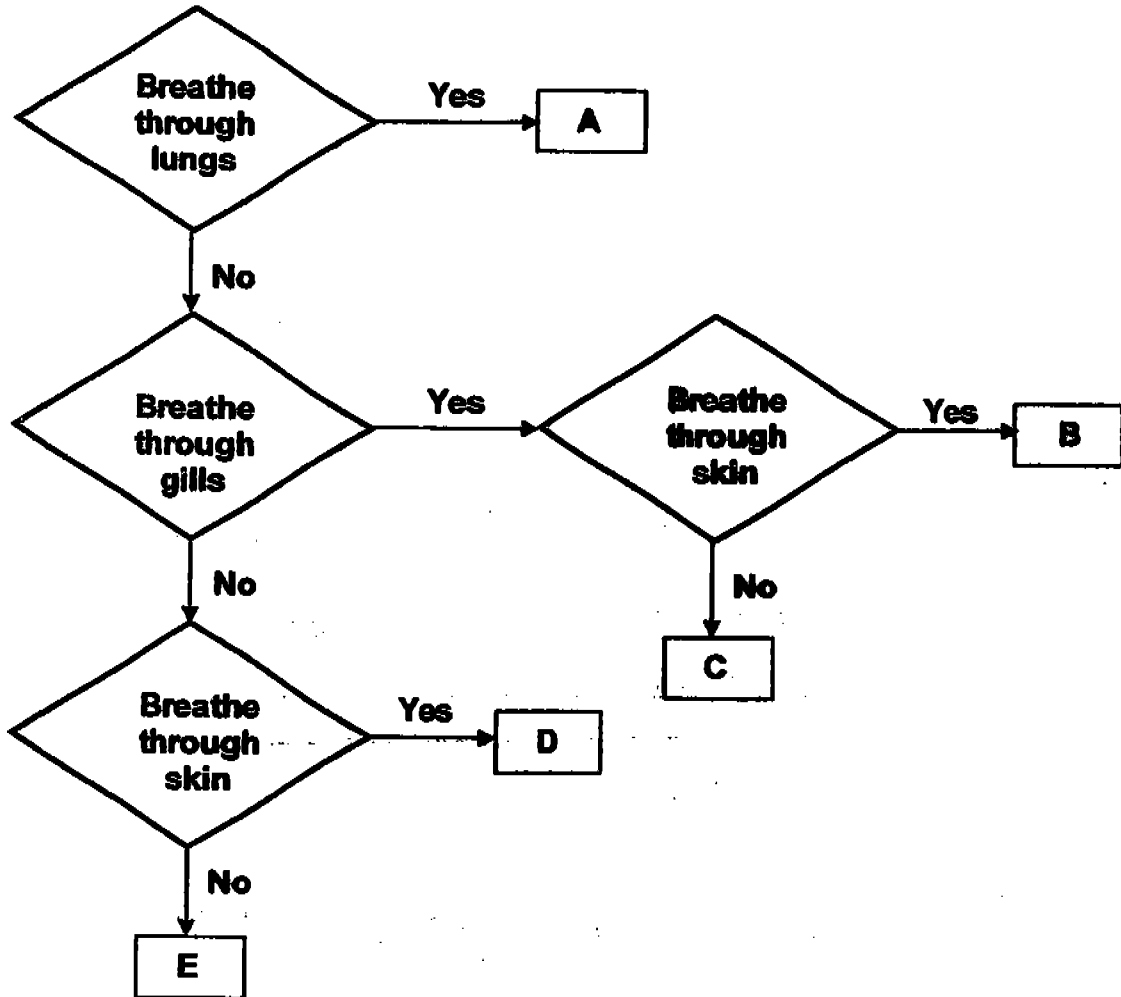 Breathe
through
lungs
Yes
A
No
Breathe
through
gills
Yes
Breathe
through
skin
Yes
B
No
No
C
Breathe
through
skin
Yes
D
No
E